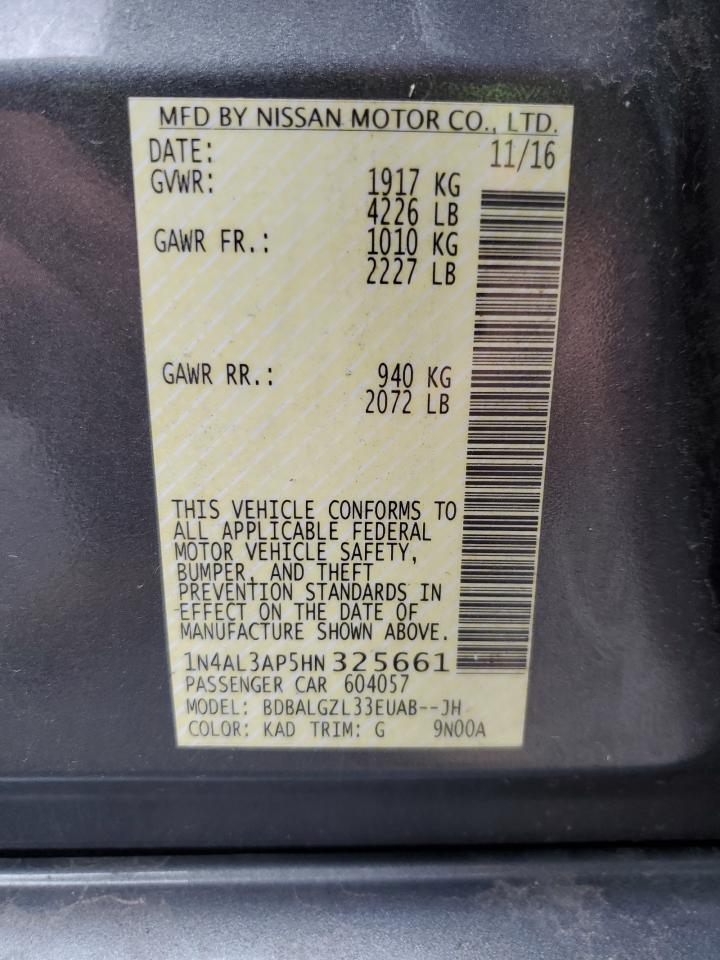 MFD BY NISSAN MOTOR CO., LTD.
DATE: 11/16
GVWR: 1917 KG
4226 LB
GAWR FR.: 1010 KG
2227 LB
GAWR RR.: 940 KG
2072 LB
THIS VEHICLE CONFORMS TO
ALL APPLICABLE FEDERAL
MOTOR VEHICLE SAFETY,
BUMPER, AND THEFT
PREVENTION STANDARDS IN
EFFECT ON THE DATE OF
MANUFACTURE SHOWN ABOVE.
1N4AL3AP5HN325661
PASSENGER CAR 604057
MODEL: BDBALGZL33EUAB--JH
COLOR: KAD TRIM: G 9N00A